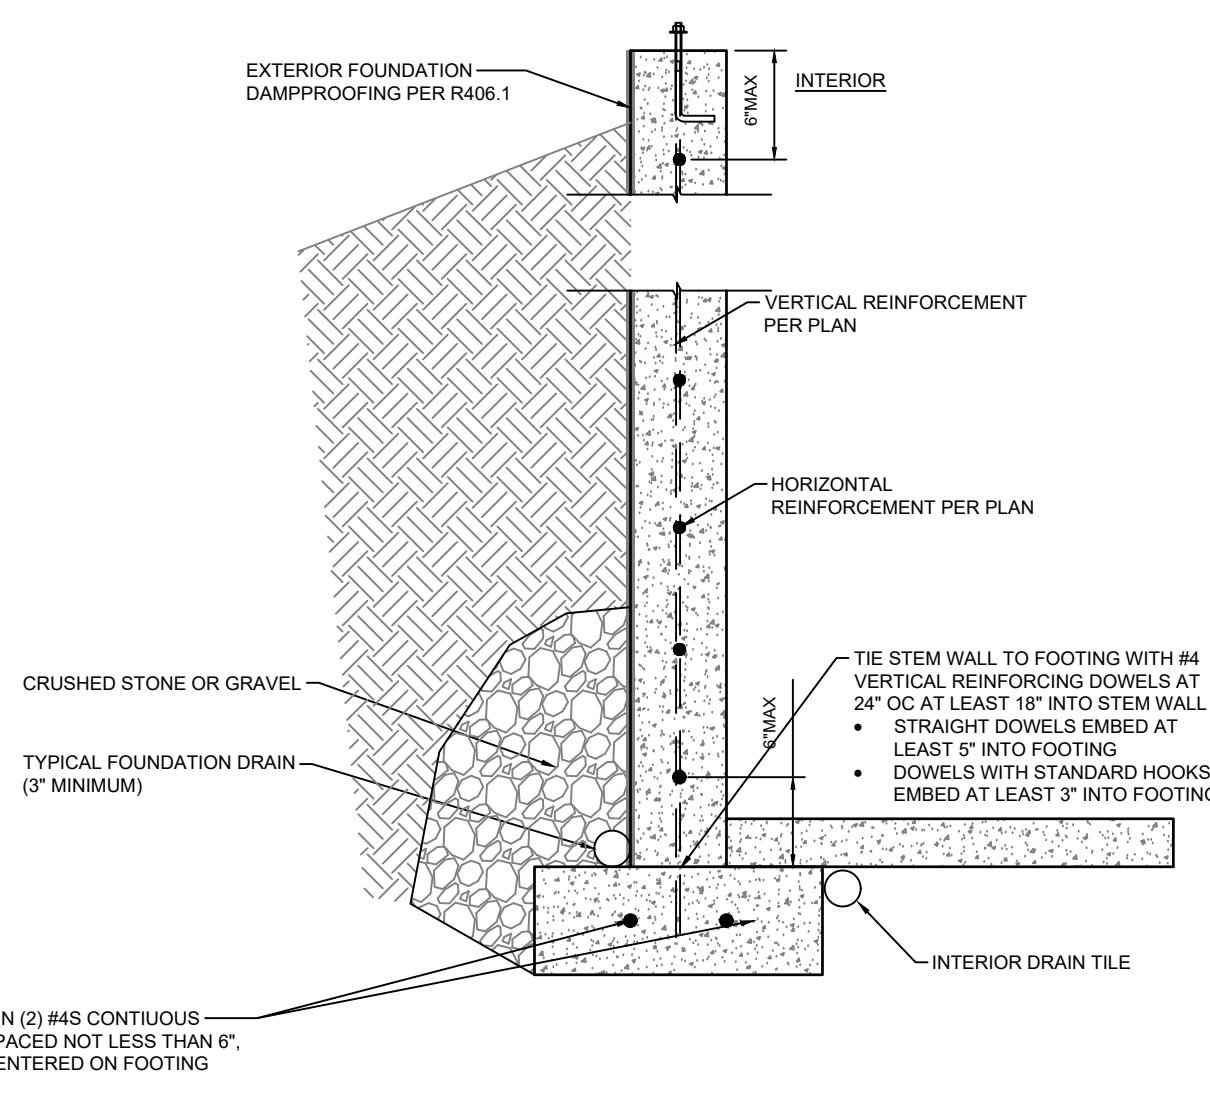 EXTERIOR FOUNDATION
DAMPPROOFING PER R406.1
6"MAX
INTERIOR
VERTICAL REINFORCEMENT
PER PLAN
HORIZONTAL
REINFORCEMENT PER PLAN
CRUSHED STONE OR GRAVEL
TYPICAL FOUNDATION DRAIN
(3" MINIMUM)
6"MAX
TIE STEM WALL TO FOOTING WITH #4
VERTICAL REINFORCING DOWELS AT
24" OC AT LEAST 18" INTO STEM WALL
• STRAIGHT DOWELS EMBED AT
LEAST 5" INTO FOOTING
• DOWELS WITH STANDARD HOOKS
EMBED AT LEAST 3" INTO FOOTING
INTERIOR DRAIN TILE
(2) #4S CONTIUOUS
PACED NOT LESS THAN 6",
ENTERED ON FOOTING